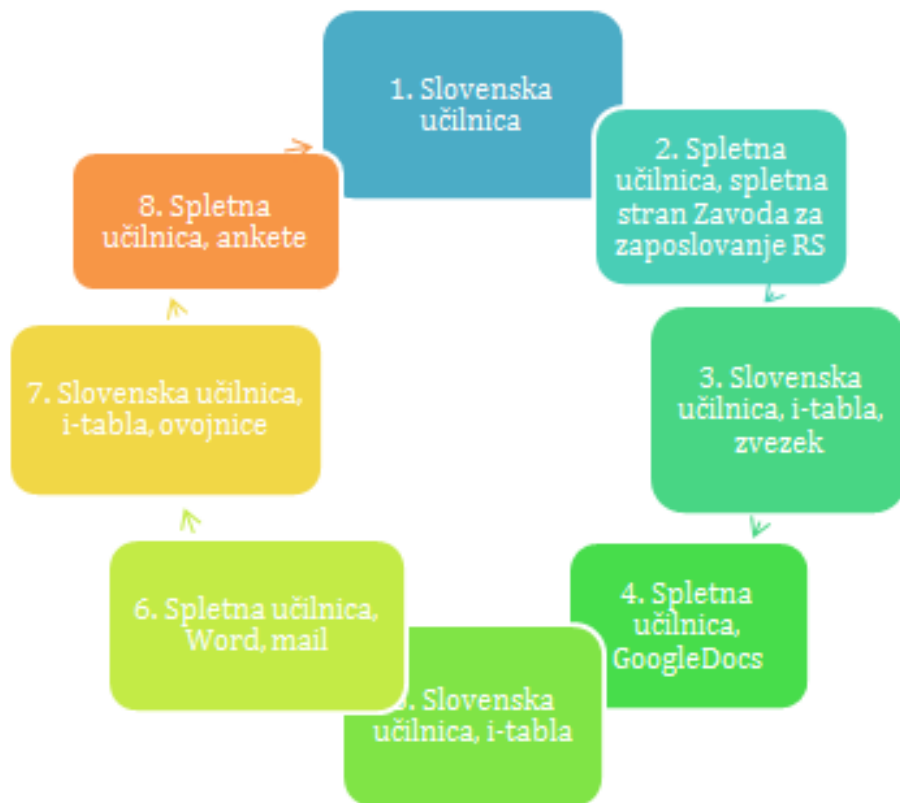 1. Slovenska
učilnica
2. Spletna
učilnica, spletna
stran Zavoda za
zaposlovanje RS
3. Slovenska
učilnica, i-tabla,
zvezek
4. Spletna
učilnica,
GoogleDocs
5. Slovenska
učilnica, i-tabla
6. Spletna učilnica,
Word, mail
7. Slovenska učilnica,
i-tabla, ovojnice
8. Spletna
učilnica, ankete